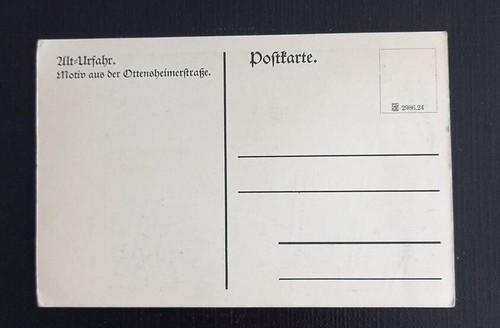 Alt-Urfahr.
Motiv aus der Ottensheimerstraße.
Postkarte.
2986.24